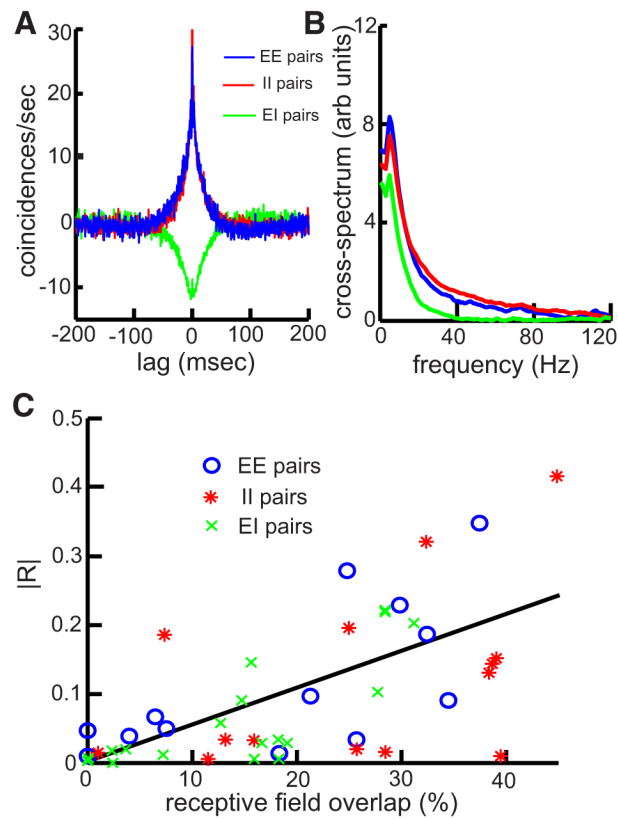 A
coincidences/sec
30
20
10
0
-10
-200
-100
0
100
200
lag (msec)
EE pairs
II pairs
EI pairs
B
cross-spectrum (arb units)
12
8
4
0
0
40
80
120
frequency (Hz)
C
|R|
0.5
0.4
0.3
0.2
0.1
0
0
10
20
30
40
receptive field overlap (%)
EE pairs
II pairs
EI pairs